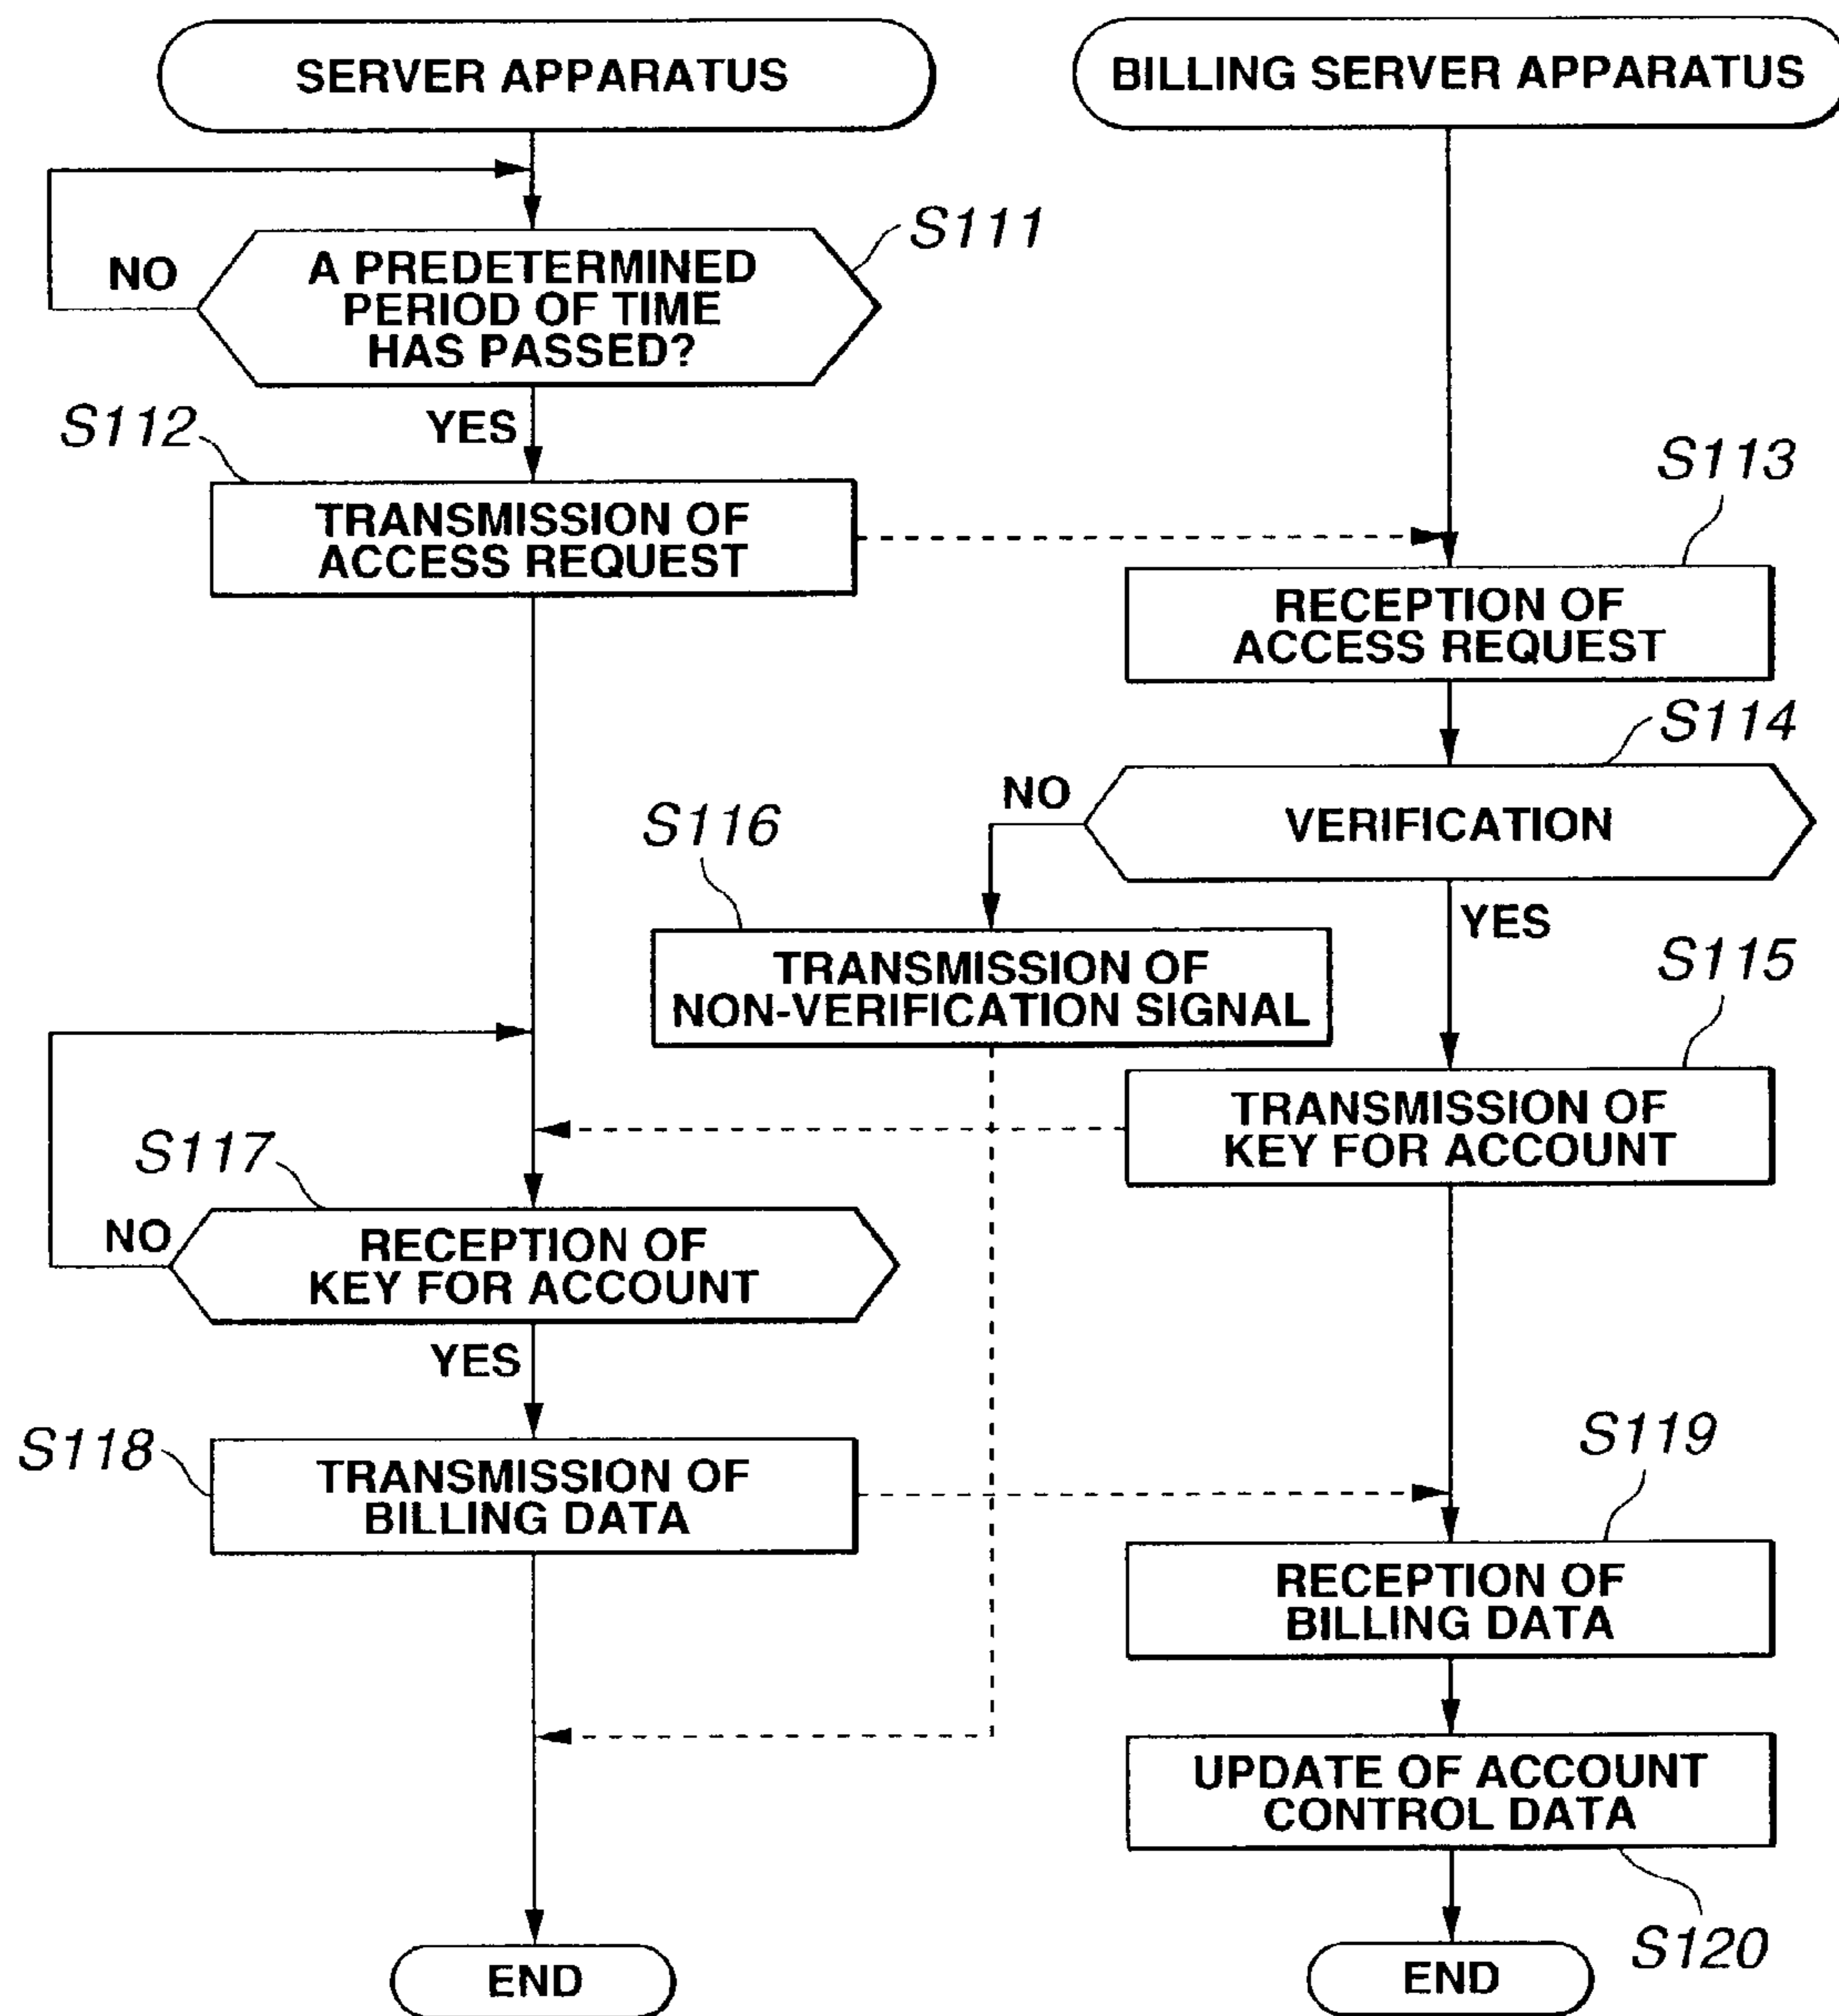 SERVER APPARATUS
BILLING SERVER APPARATUS
S111
NO
A PREDETERMINED
PERIOD OF TIME
HAS PASSED?
S112
YES
S113
TRANSMISSION OF
ACCESS REQUEST
RECEPTION OF
ACCESS REQUEST
S114
NO
VERIFICATION
S116
YES
TRANSMISSION OF
NON-VERIFICATION SIGNAL
S115
TRANSMISSION OF
KEY FOR ACCOUNT
S117
NO
RECEPTION OF
KEY FOR ACCOUNT
YES
S118
TRANSMISSION OF
BILLING DATA
S119
RECEPTION OF
BILLING DATA
UPDATE OF ACCOUNT
CONTROL DATA
S120
END
END